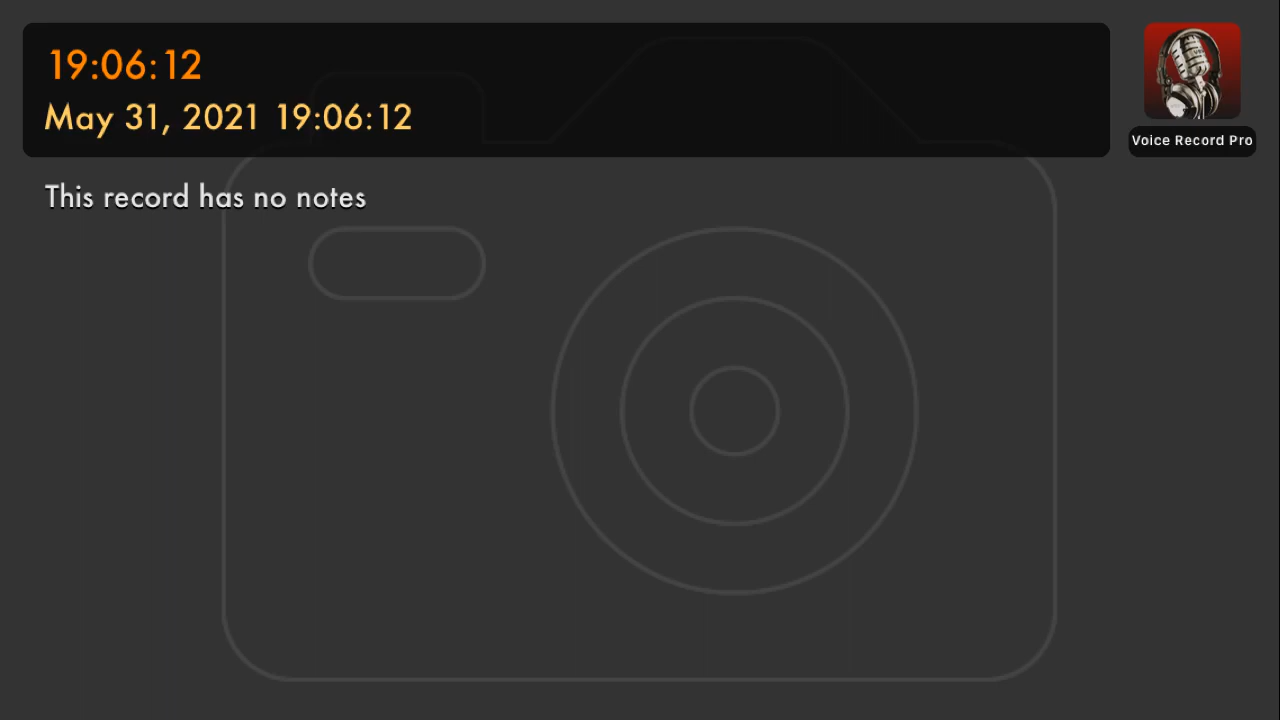 19:06:12
May 31, 2021 19:06:12
Voice Record Pro
This record has no notes